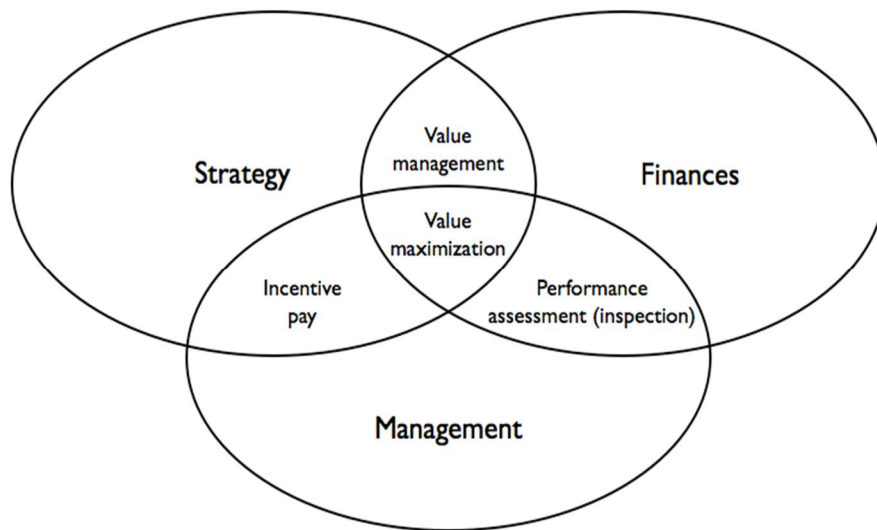 Value
management
Strategy
Finances
Value
maximization
Incentive
pay
Performance
assessment (inspection)
Management